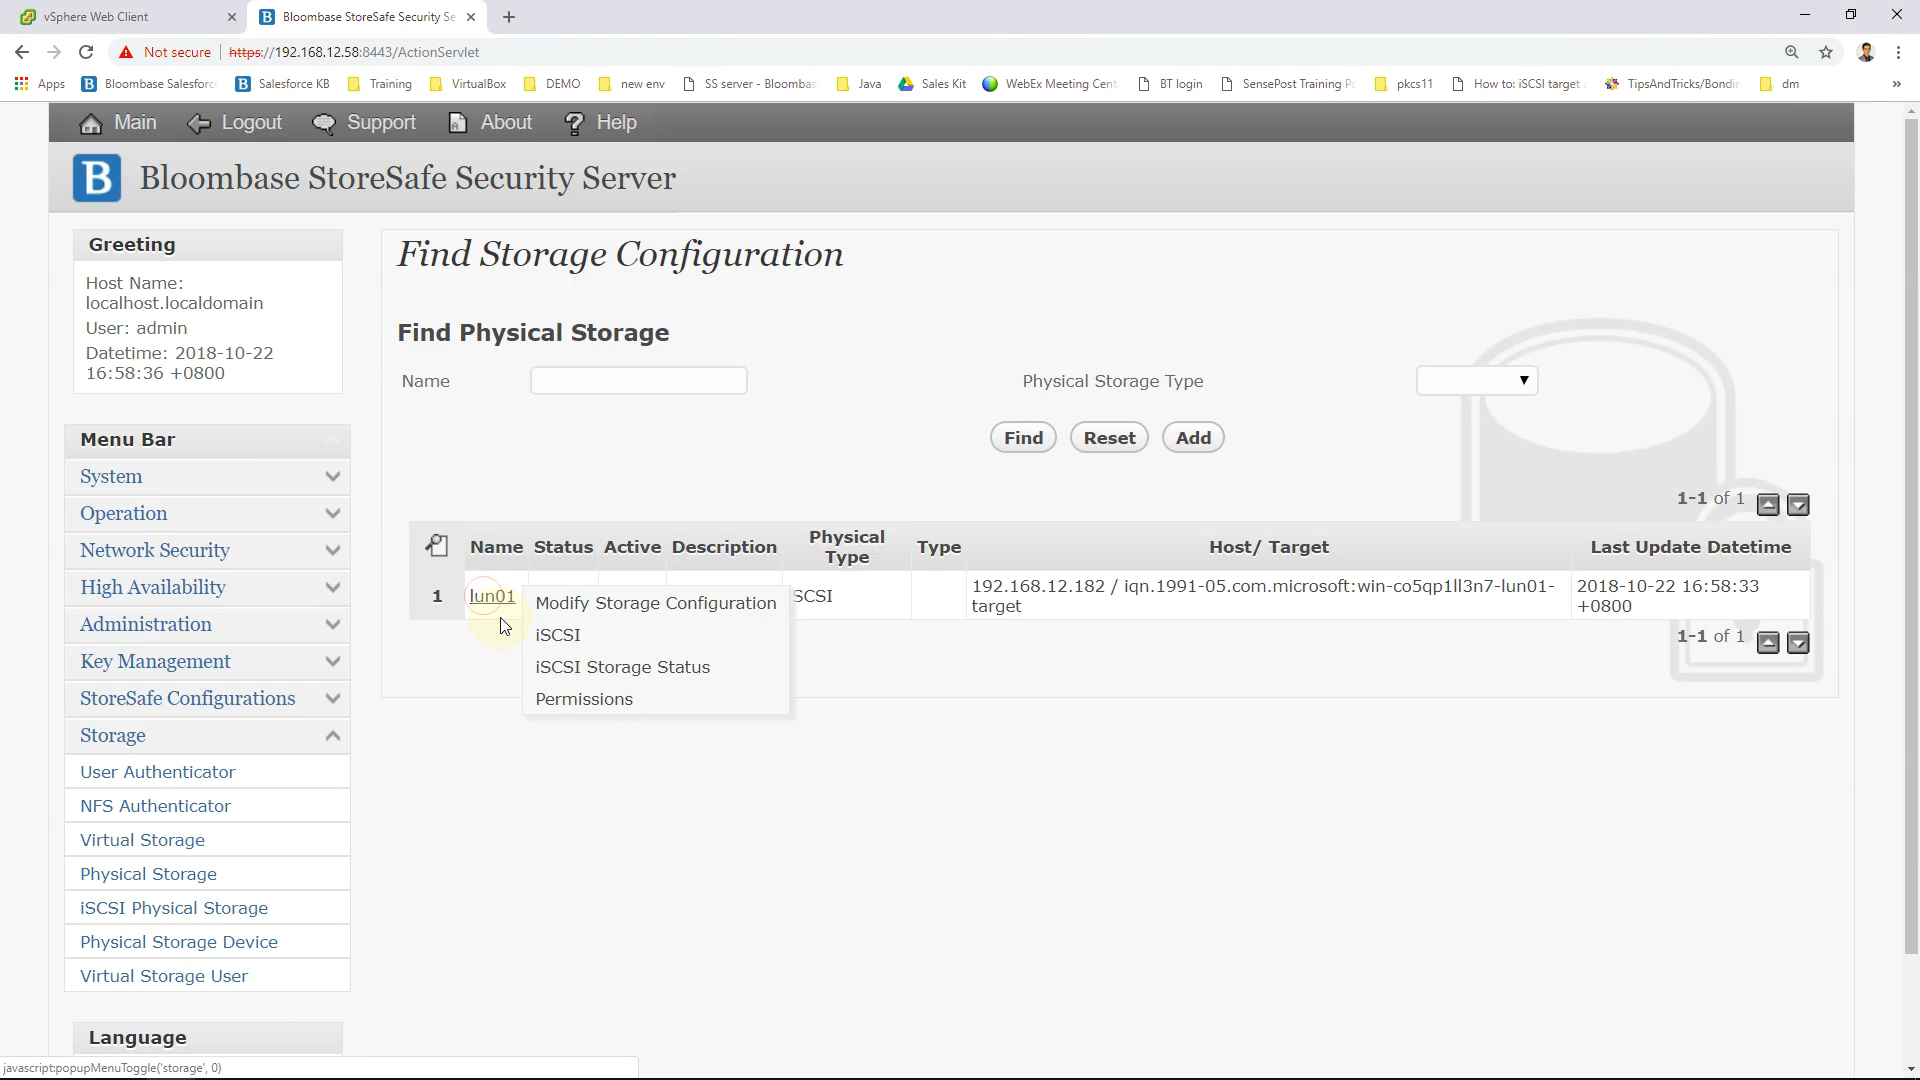 vSphere Web Client
Bloombase StoreSafe Security Se
Not secure https://192.168.12.58:8443/ActionServlet
Apps Bloombase Salesforc Salesforce KB Training VirtualBox DEMO new env SS server - Bloombas Java Sales Kit WebEx Meeting Cent BT login SensePost Training Po pkcs11 How to: iSCSI target TipsAndTricks/Bondin dm »
Main Logout Support About Help
B Bloombase StoreSafe Security Server
Greeting
Host Name:
localhost.localdomain
User: admin
Datetime: 2018-10-22
16:58:36 +0800
Menu Bar
System
Operation
Network Security
High Availability
Administration
Key Management
StoreSafe Configurations
Storage
User Authenticator
NFS Authenticator
Virtual Storage
Physical Storage
iSCSI Physical Storage
Physical Storage Device
Virtual Storage User
Language
Find Storage Configuration
Find Physical Storage
Name Physical Storage Type
Find Reset Add
1-1 of 1
Name Status Active Description Physical Type Type Host/ Target Last Update Datetime
1 lun01 SCSI 192.168.12.182 / iqn.1991-05.com.microsoft:win-co5qp1ll3n7-lun01- 2018-10-22 16:58:33
target +0800
1-1 of 1
Modify Storage Configuration
iSCSI
iSCSI Storage Status
Permissions
javascript:popupMenuToggle('storage', 0)